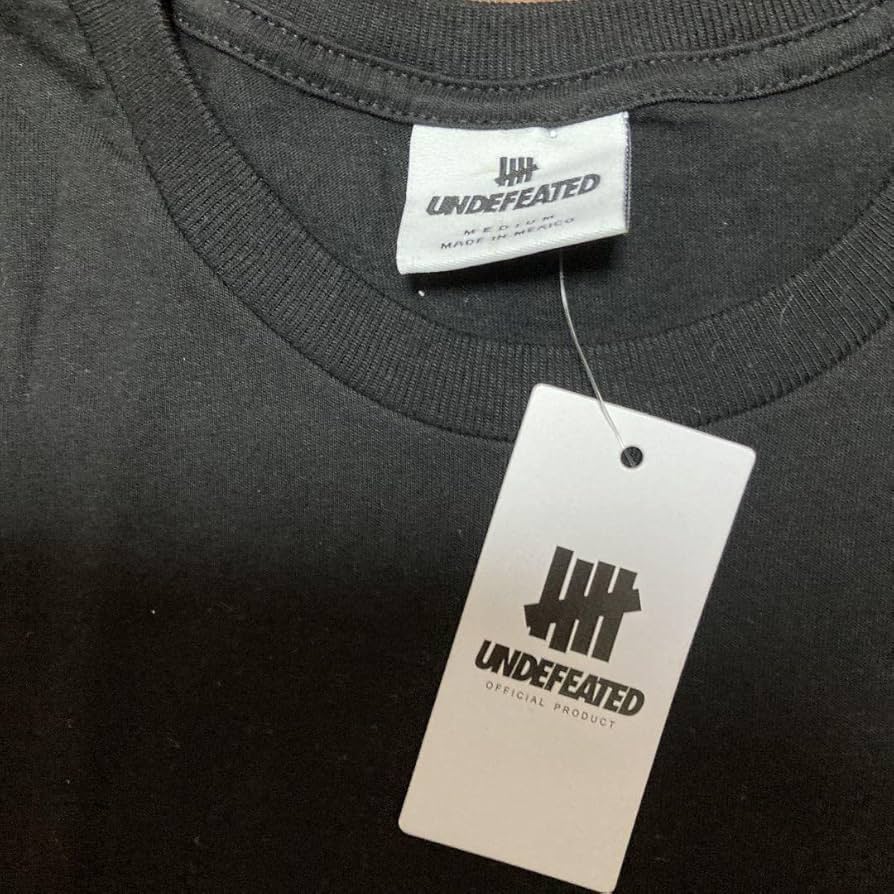 UNDEFEATED
MEDIUM
MADE IN MEXICO
UNDEFEATED
OFFICIAL PRODUCT